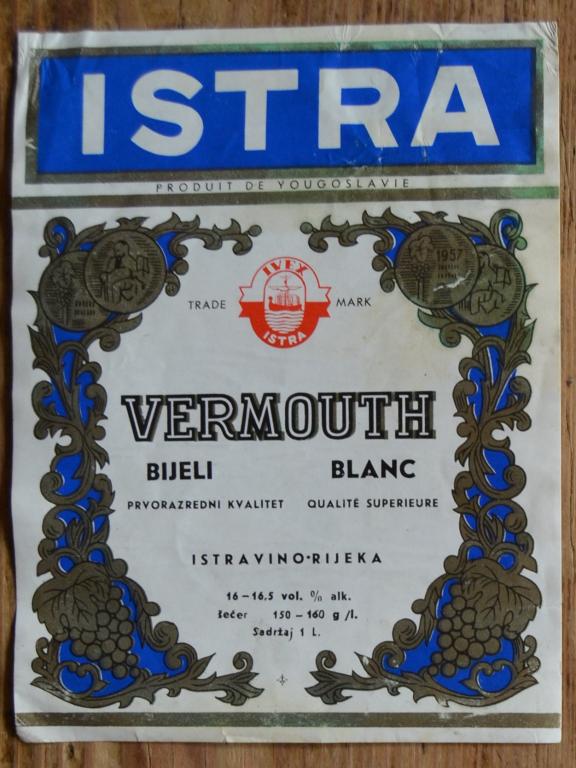 ISTRA
PRODUIT DE YOUGOSLAVIE
1957
IVEX
TRADE MARK
ISTRA
VERMOUTH
BIJELI BLANC
PRVORAZREDNI KVALITET QUALITÉ SUPERIEURE
ISTRAVINO•RIJEKA
16 – 16,5 vol. % alk.
šećer 150 – 160 g /l.
Sadržaj 1 L.